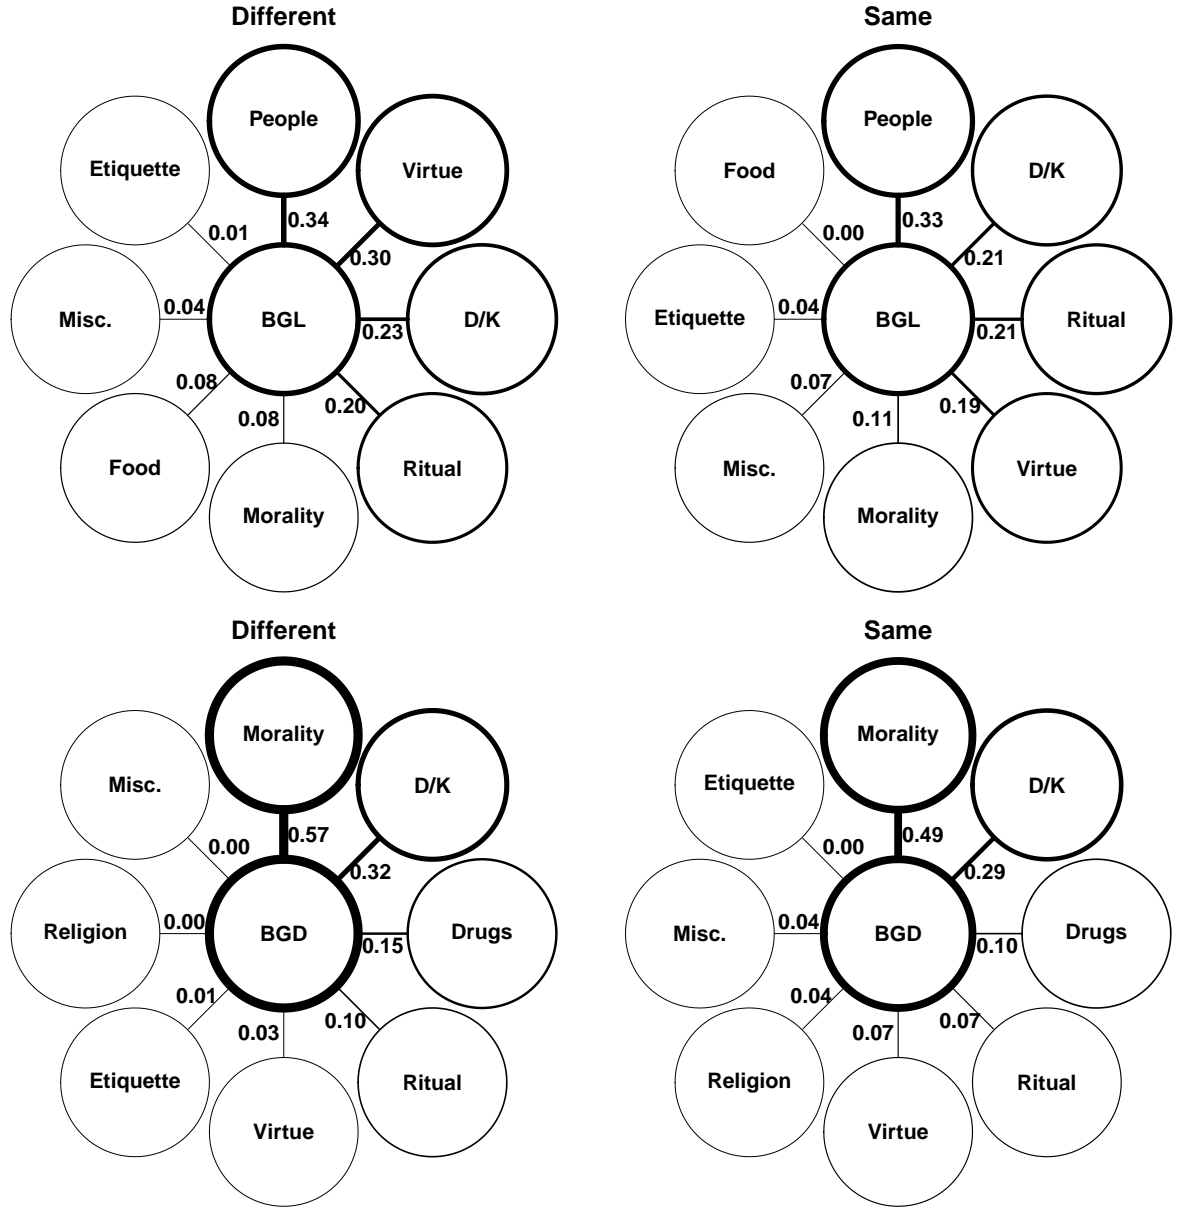 Different
People
Etiquette
Virtue
0.34
0.01
0.30
Misc.
0.04
BGL
0.23
D/K
0.08
0.20
0.08
Food
Ritual
Morality
Same
People
Food
D/K
0.33
0.00
0.21
Etiquette
0.04
BGL
0.21
Ritual
0.07
0.19
0.11
Misc.
Virtue
Morality
Different
Morality
Misc.
D/K
0.57
0.00
0.32
Religion
0.00
BGD
0.15
Drugs
0.01
0.10
0.03
Etiquette
Ritual
Virtue
Same
Morality
Etiquette
D/K
0.49
0.00
0.29
Misc.
0.04
BGD
0.10
Drugs
0.04
0.07
0.07
Religion
Ritual
Virtue